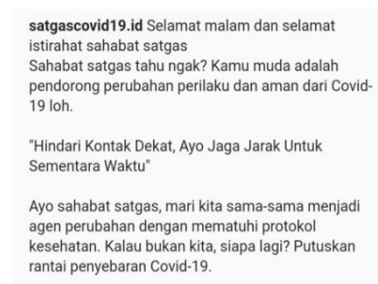 satgascovid19.id Selamat malam dan selamat
istirahat sahabat satgas
Sahabat satgas tahu ngak? Kamu muda adalah
pendorong perubahan perilaku dan aman dari Covid-
19 loh.
"Hindari Kontak Dekat, Ayo Jaga Jarak Untuk
Sementara Waktu"
Ayo sahabat satgas, mari kita sama-sama menjadi
agen perubahan dengan mematuhi protokol
kesehatan. Kalau bukan kita, siapa lagi? Putuskan
rantai penyebaran Covid-19.